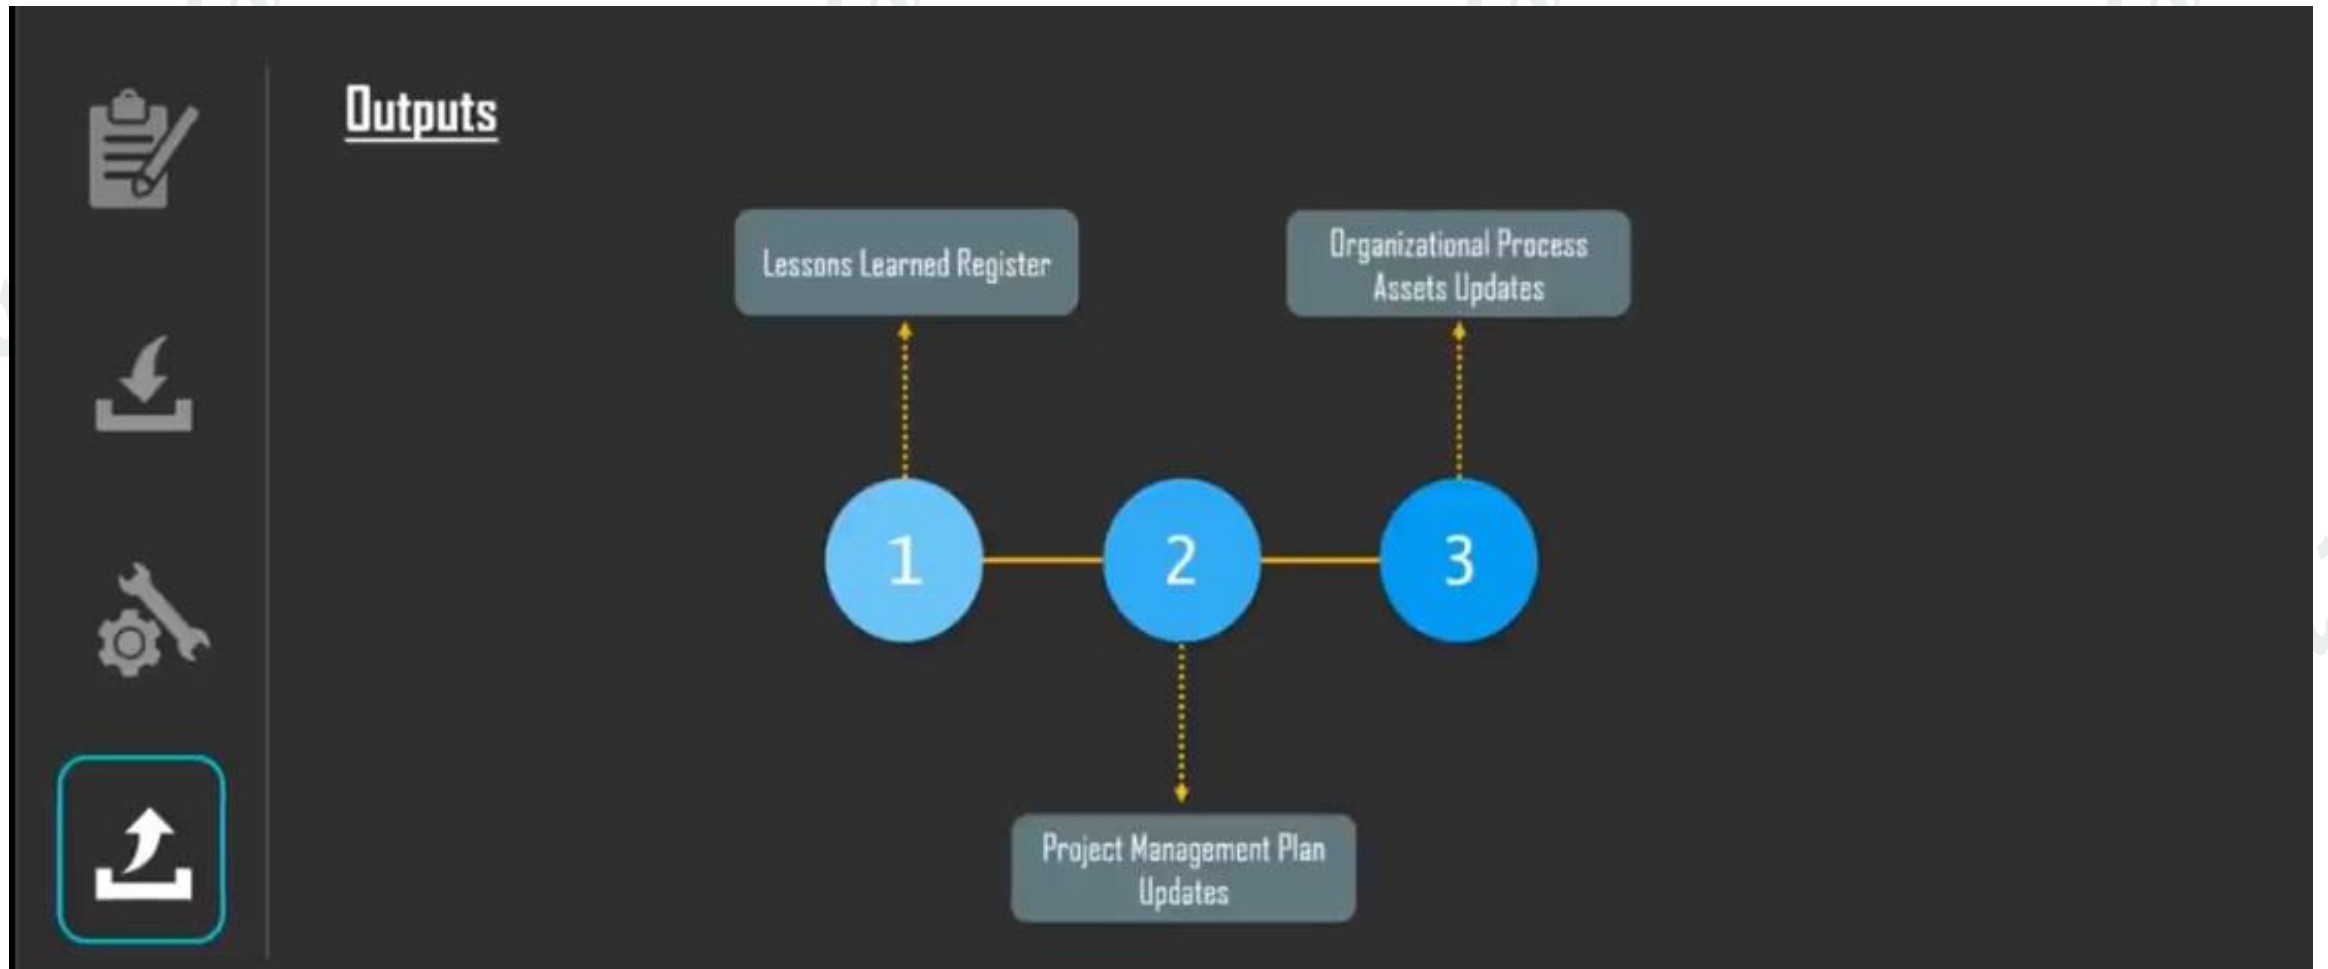 Outputs
Lessons Learned Register
Organizational Process
Assets Updates
1
2
3
Project Management Plan
Updates